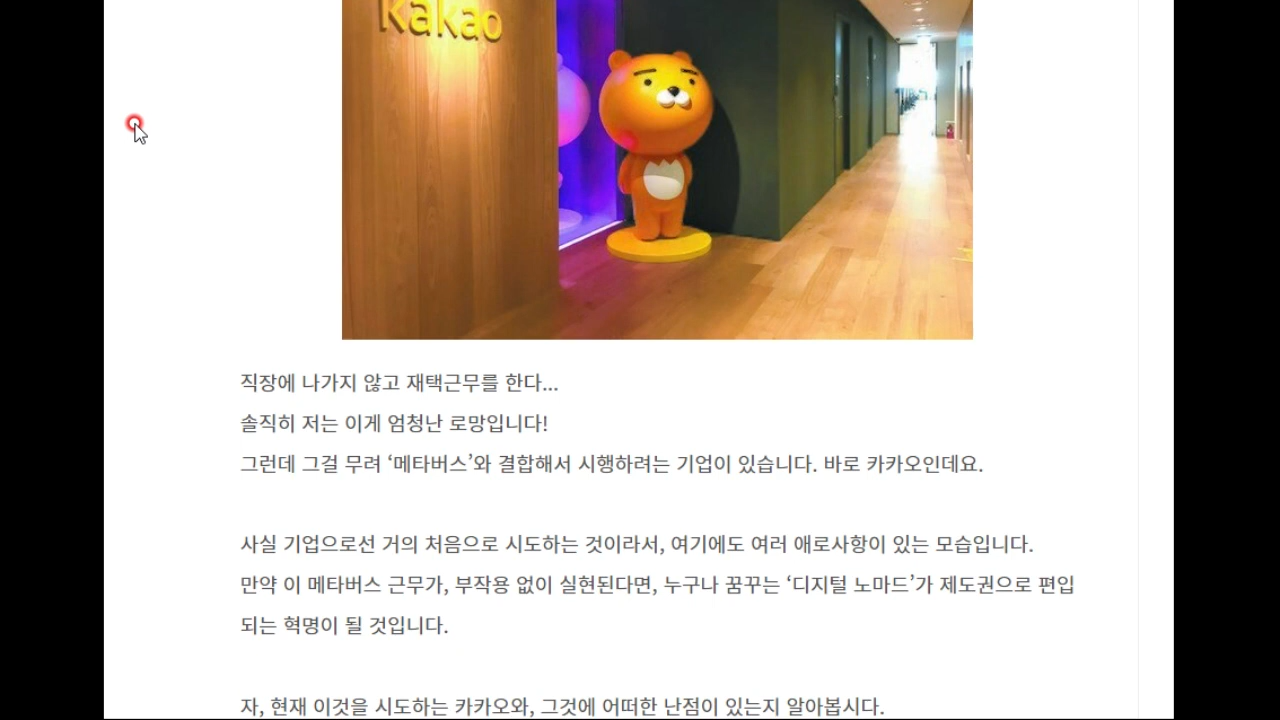 kakao
직장에 나가지 않고 재택근무를 한다...
솔직히 저는 이게 엄청난 로망입니다!
그런데 그걸 무려 ‘메타버스’와 결합해서 시행하려는 기업이 있습니다. 바로 카카오인데요.
사실 기업으로선 거의 처음으로 시도하는 것이라서, 여기에도 여러 애로사항이 있는 모습입니다.
만약 이 메타버스 근무가, 부작용 없이 실현된다면, 누구나 꿈꾸는 ‘디지털 노마드’가 제도권으로 편입
되는 혁명이 될 것입니다.
자, 현재 이것을 시도하는 카카오와, 그것에 어떠한 난점이 있는지 알아봅시다.